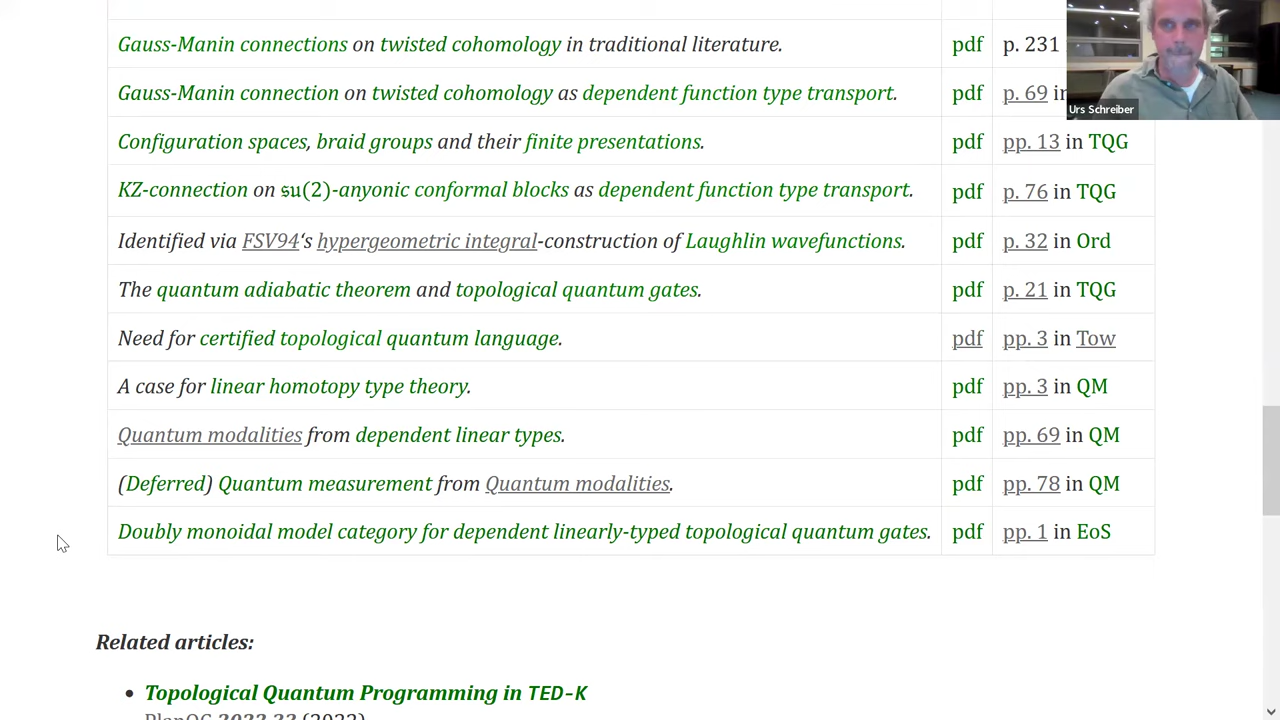 Gauss-Manin connections on twisted cohomology in traditional literature. pdf p. 231
Gauss-Manin connection on twisted cohomology as dependent function type transport. pdf p. 69 in
Configuration spaces, braid groups and their finite presentations. pdf pp. 13 in TQG
KZ-connection on 𝔰𝔲(2)-anyonic conformal blocks as dependent function type transport. pdf p. 76 in TQG
Identified via FSV94‘s hypergeometric integral-construction of Laughlin wavefunctions. pdf p. 32 in Ord
The quantum adiabatic theorem and topological quantum gates. pdf p. 21 in TQG
Need for certified topological quantum language. pdf pp. 3 in Tow
A case for linear homotopy type theory. pdf pp. 3 in QM
Quantum modalities from dependent linear types. pdf pp. 69 in QM
(Deferred) Quantum measurement from Quantum modalities. pdf pp. 78 in QM
Doubly monoidal model category for dependent linearly-typed topological quantum gates. pdf pp. 1 in EoS
Urs Schreiber
Related articles:
• Topological Quantum Programming in TED-K
PlanQC 2022 33 (2022)